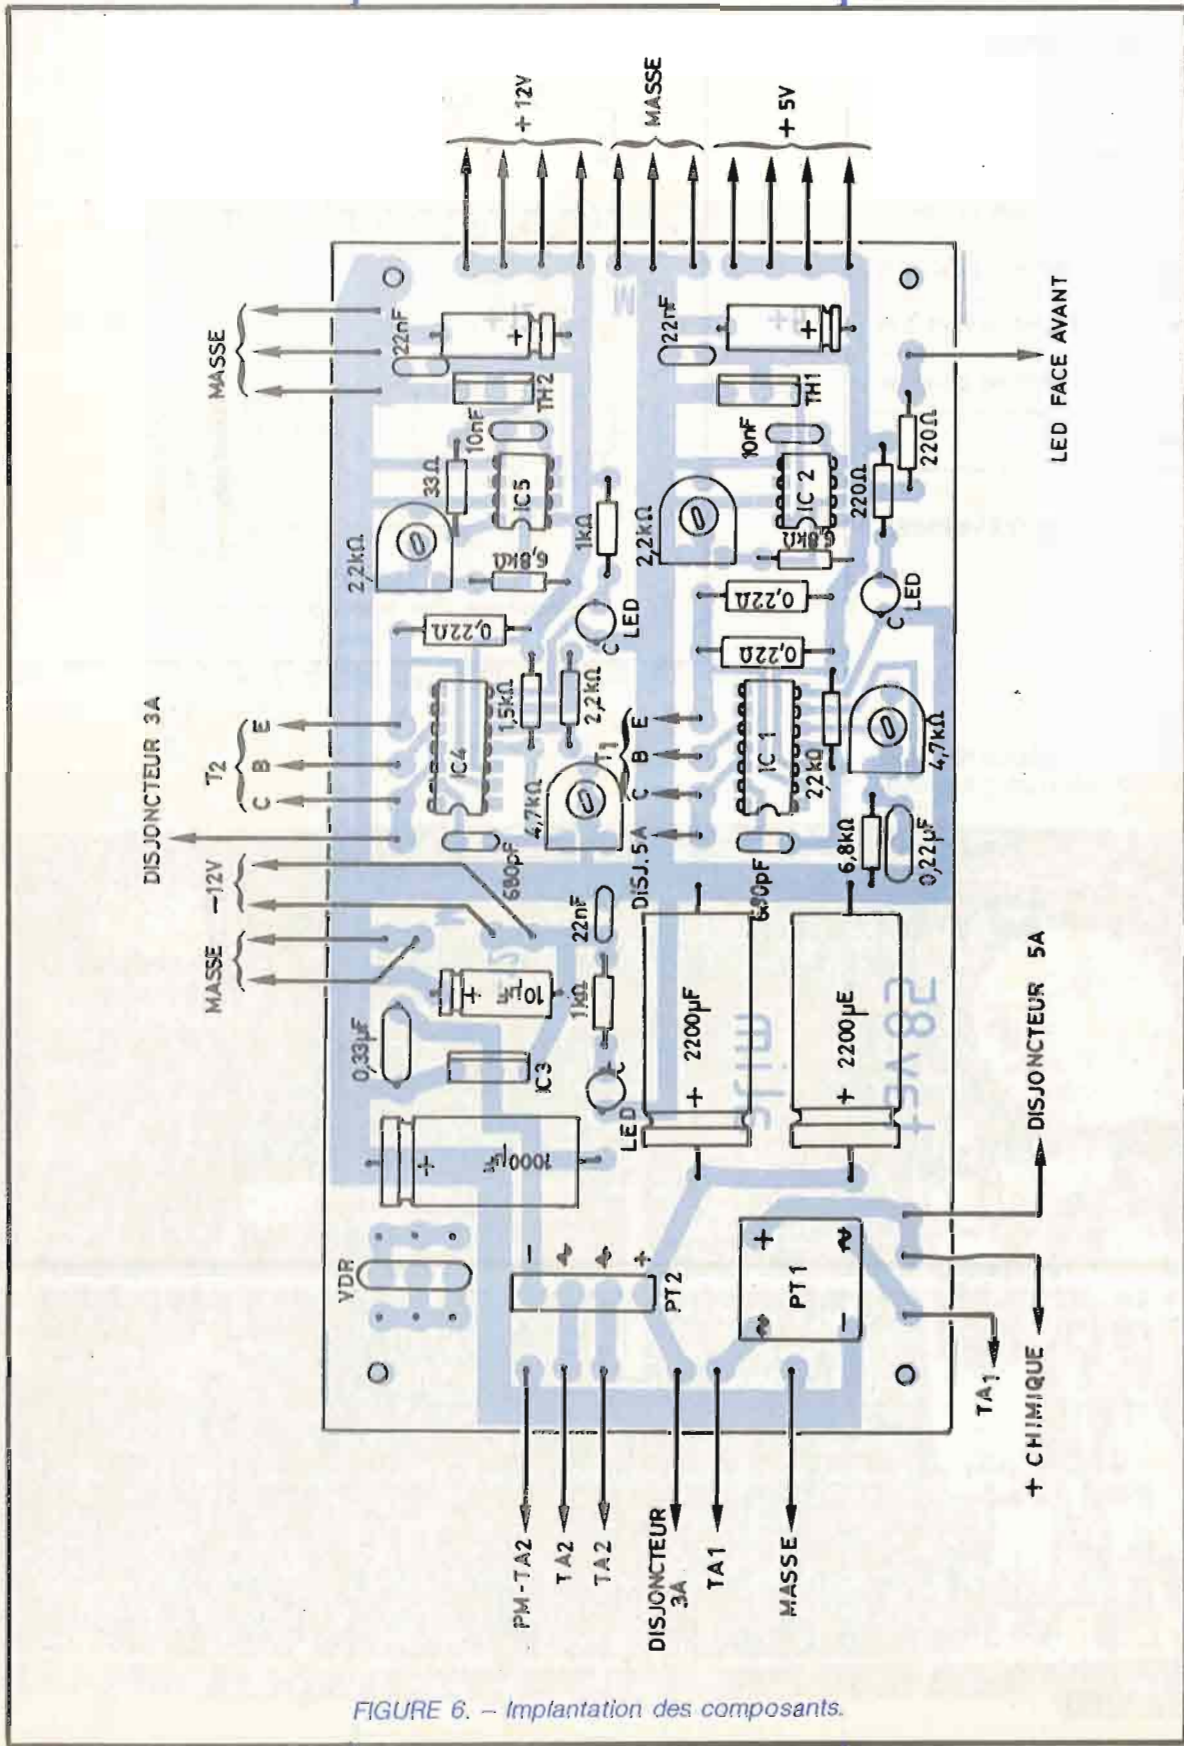 + 12V
MASSE
+ 5V
MASSE
22nF
TH2
10nF
33Ω
IC5
2,2kΩ
6,8kΩ
1kΩ
22nF
+
TH1
10nF
IC 2
2,2kΩ
6,8kΩ
220Ω
220Ω
LED FACE AVANT
+
0,22Ω
C
LED
0,22Ω
0,22Ω
C
LED
DISJONCTEUR 3A
T2
C B E
IC4
1,5kΩ
2,2kΩ
4,7kΩ
680pF
T1
DISJ. 5A C B E
IC 1
2,2kΩ
4,7kΩ
680pF
6,8kΩ
0,22µF
-12V
MASSE
22nF
0,33µF
+
10µF
1kΩ
IC3
C
LED
+ 1000µF
+ 2200µF
+ 2200µF
VDR
-
~
~
+
PT2
+
~
PT1
~
-
DISJONCTEUR 5A
+ CHIMIQUE
TA1
PM-TA2
TA2
TA2
DISJONCTEUR
3A
TA1
MASSE
FIGURE 6. – Implantation des composants.